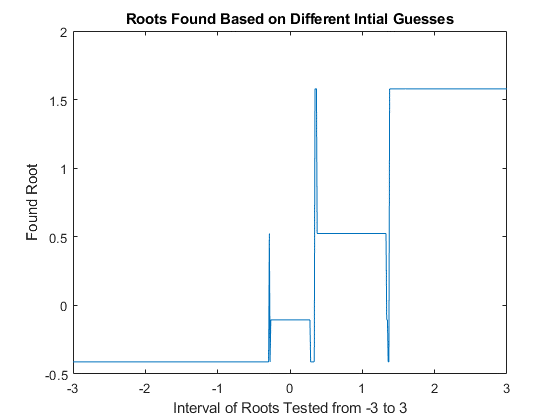 Roots Found Based on Different Intial Guesses
2
1.5
1
0.5
0
-0.5
Found Root
-3 -2 -1 0 1 2 3
Interval of Roots Tested from -3 to 3